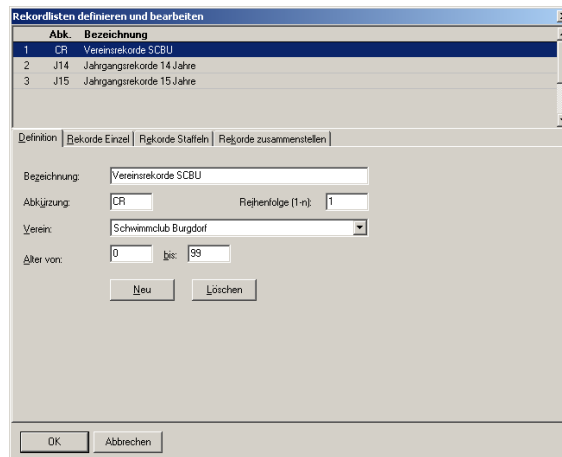 Rekordlisten definieren und bearbeiten
Abk. Bezeichnung
1 CR Vereinsrekorde SCBU
2 J14 Jahrgangsrekorde 14 Jahre
3 J15 Jahrgangsrekorde 15 Jahre
Definition Rekorde Einzel Rekorde Staffeln Rekorde zusammenstellen
Bezeichnung: Vereinsrekorde SCBU
Abkürzung: CR Reihenfolge (1-n): 1
Verein: Schwimmclub Burgdorf
Alter von: 0 bis: 99
Neu Löschen
OK Abbrechen